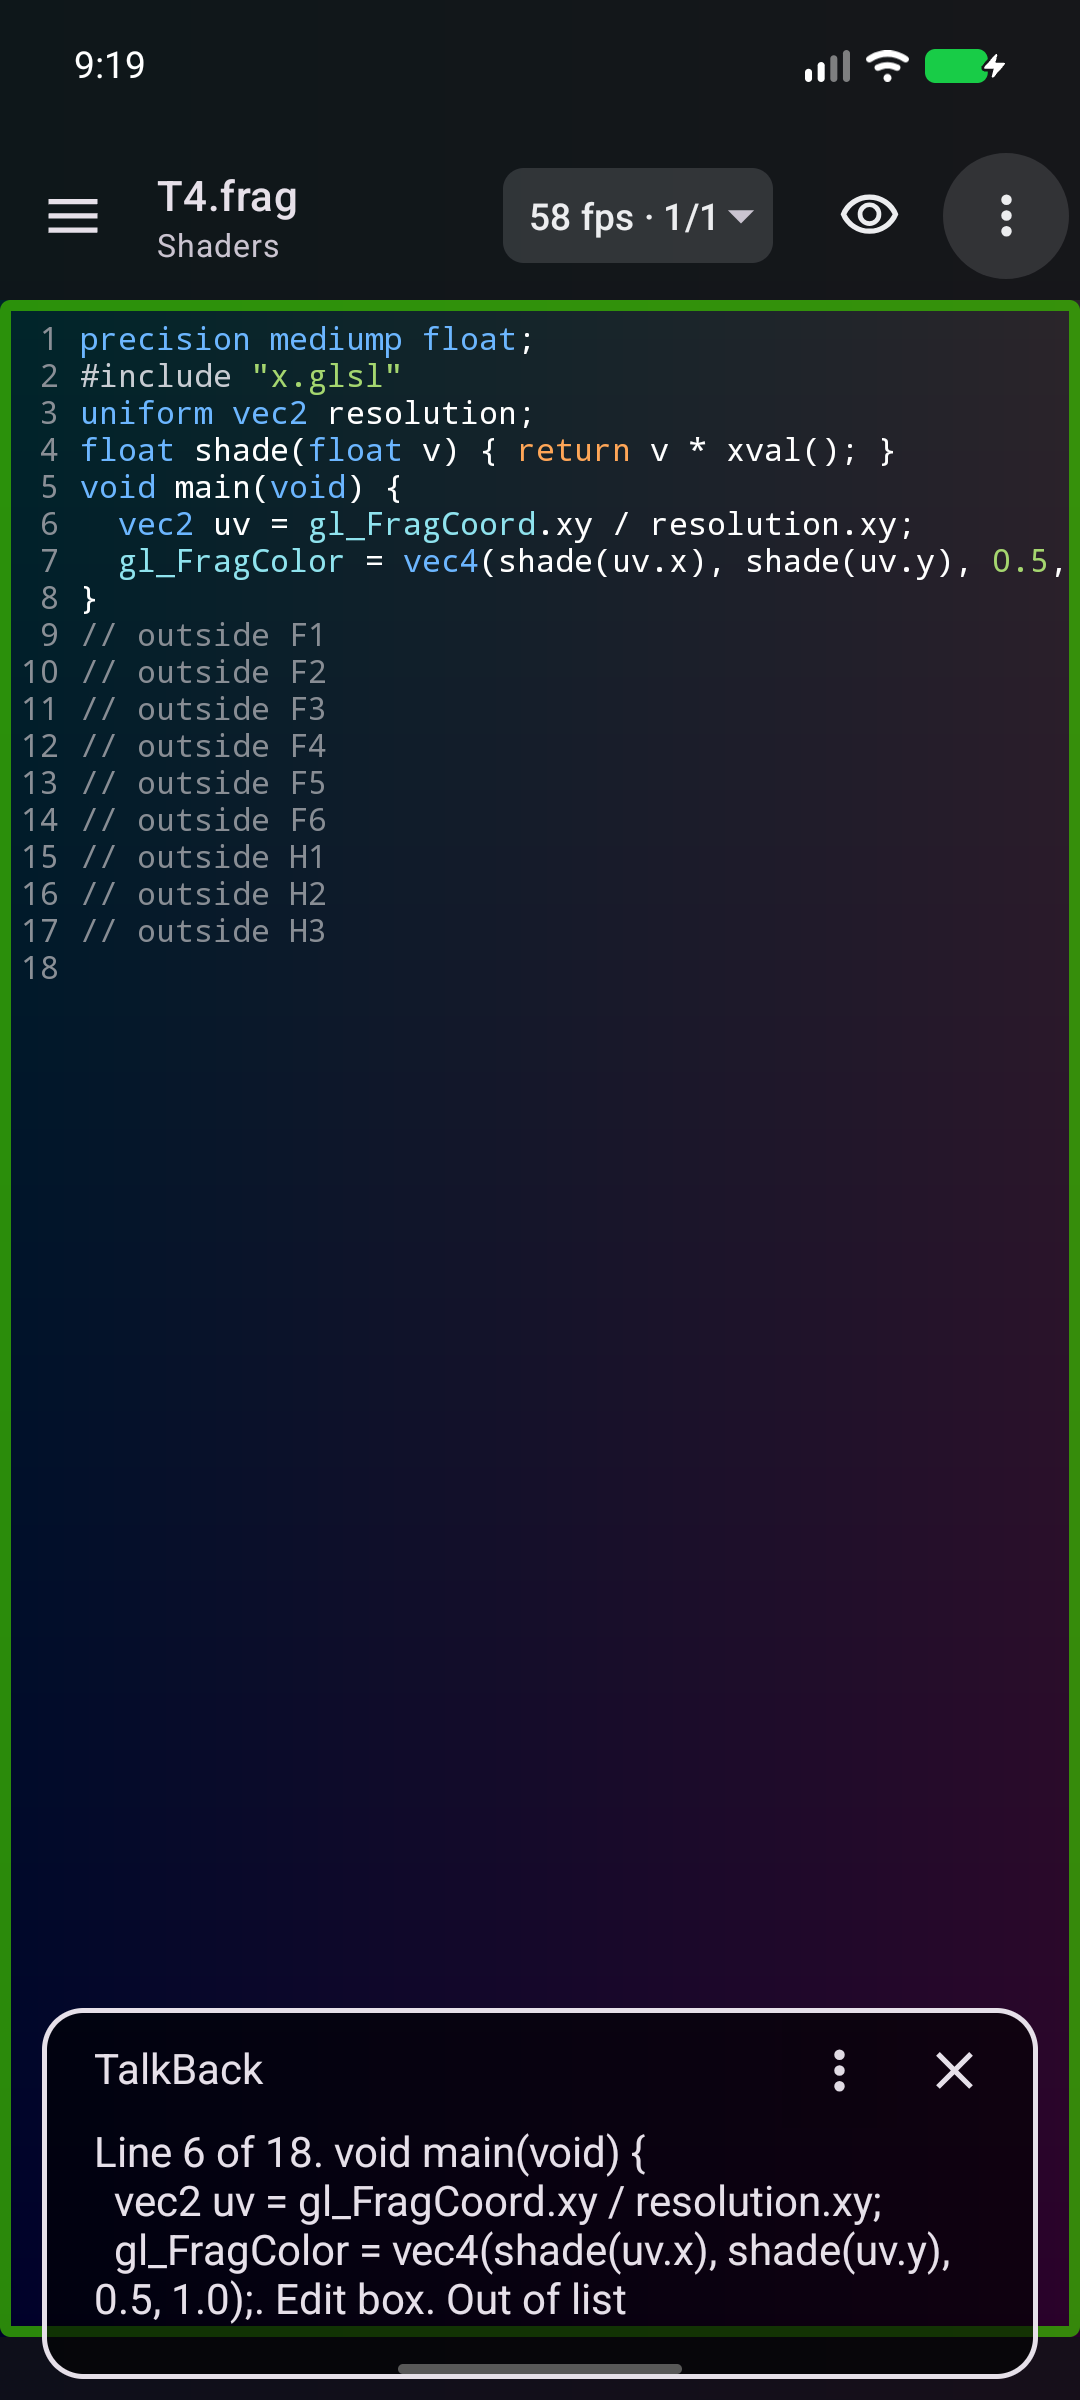 9:19
T4.frag
Shaders
58 fps · 1/1
1 precision mediump float;
2 #include "x.glsl"
3 uniform vec2 resolution;
4 float shade(float v) { return v * xval(); }
5 void main(void) {
6   vec2 uv = gl_FragCoord.xy / resolution.xy;
7   gl_FragColor = vec4(shade(uv.x), shade(uv.y), 0.5,
8 }
9 // outside F1
10 // outside F2
11 // outside F3
12 // outside F4
13 // outside F5
14 // outside F6
15 // outside H1
16 // outside H2
17 // outside H3
18
TalkBack
Line 6 of 18. void main(void) {
  vec2 uv = gl_FragCoord.xy / resolution.xy;
  gl_FragColor = vec4(shade(uv.x), shade(uv.y),
0.5, 1.0);. Edit box. Out of list